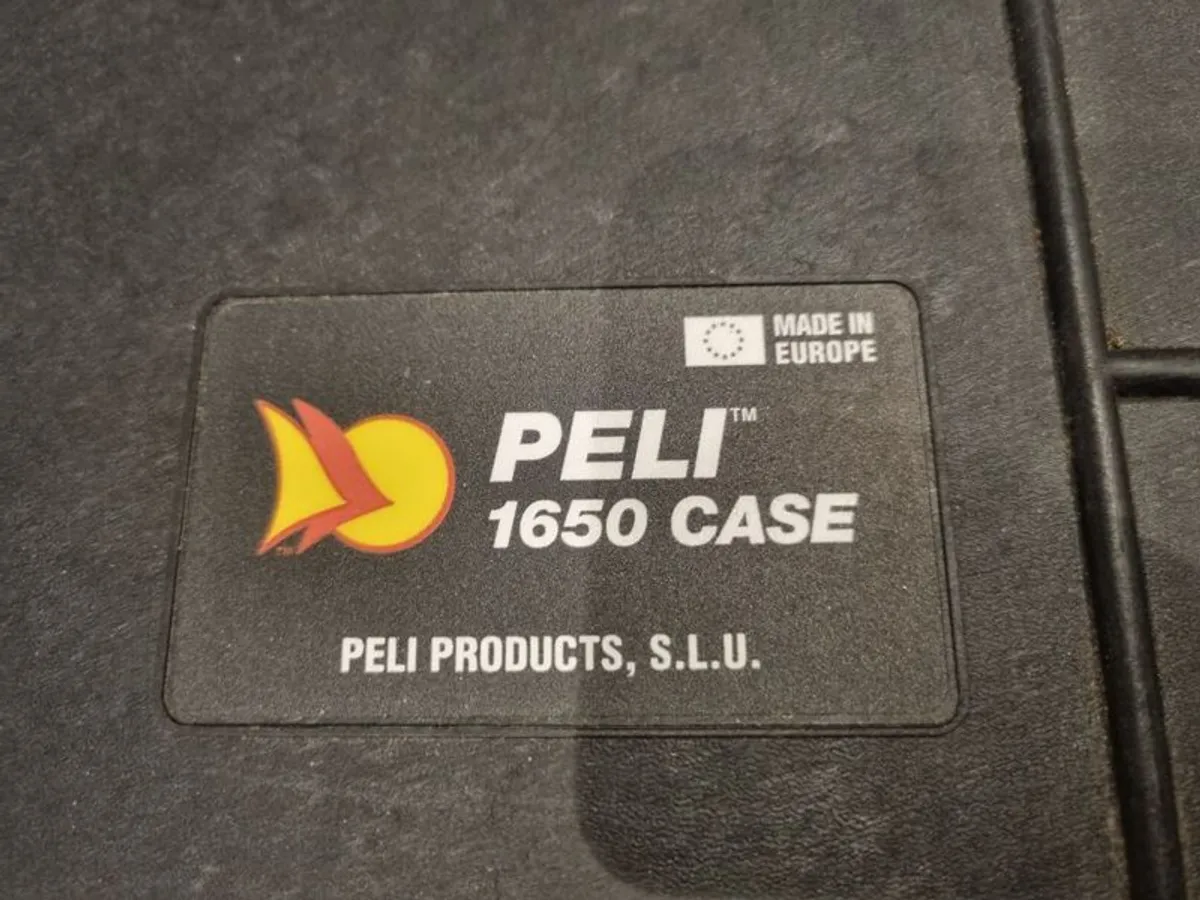 MADE IN
EUROPE
PELI™
1650 CASE
PELI PRODUCTS, S.L.U.